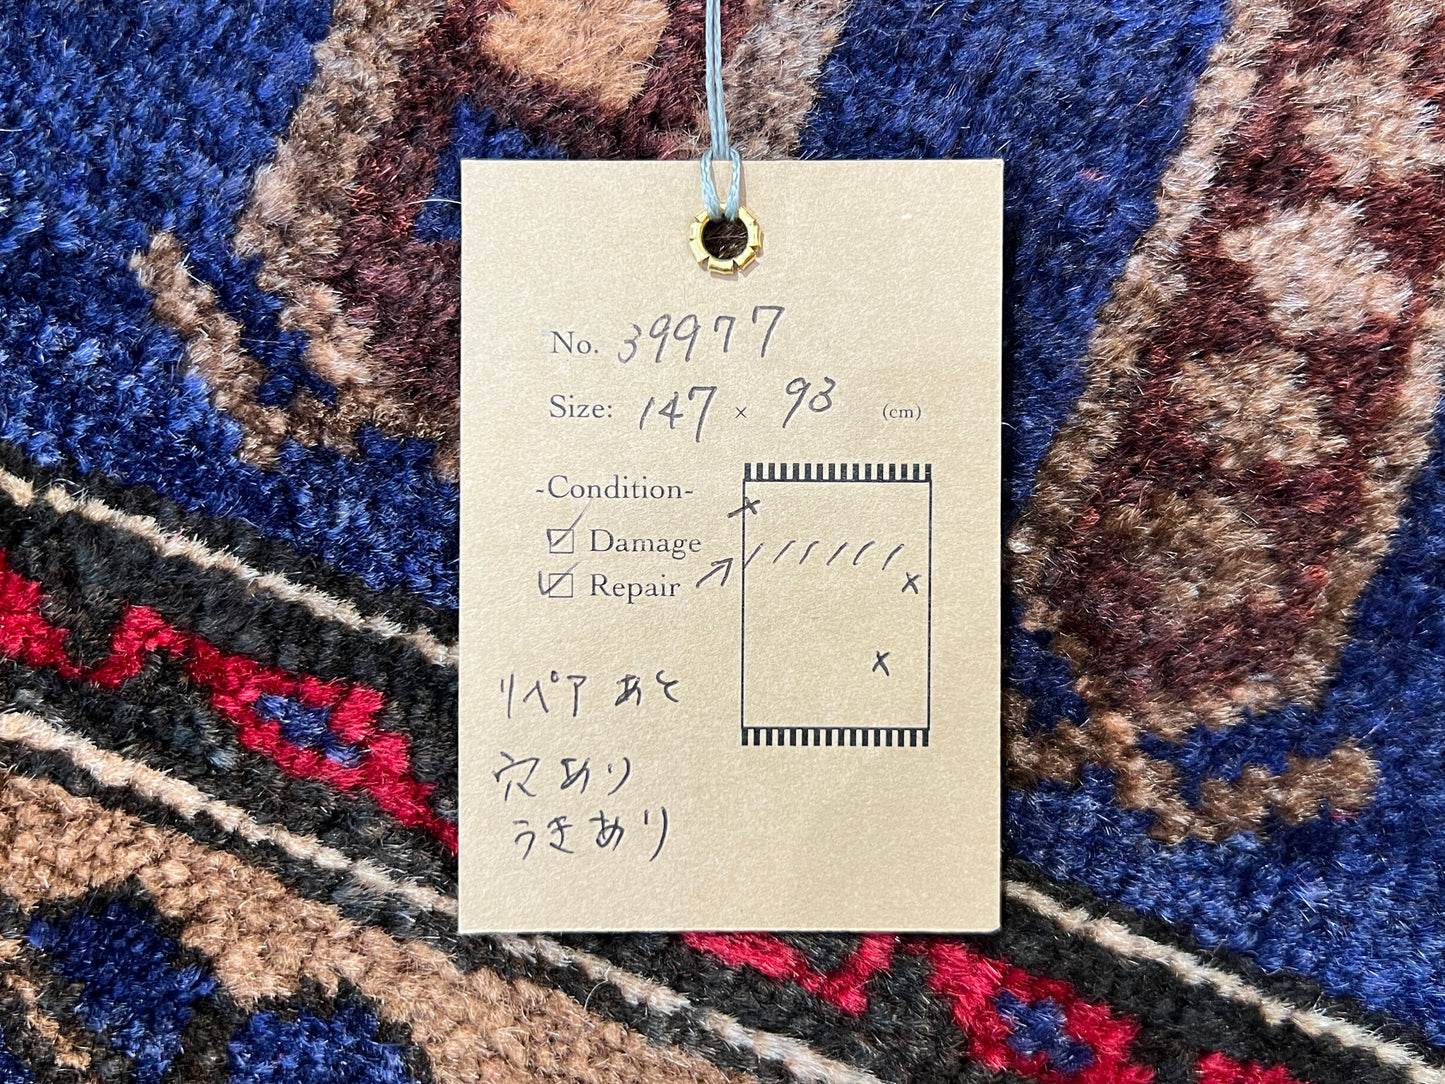 No. 39977
Size: 147 × 93 (cm)
-Condition-
Damage
Repair
リペア あと
穴あり
うきあり